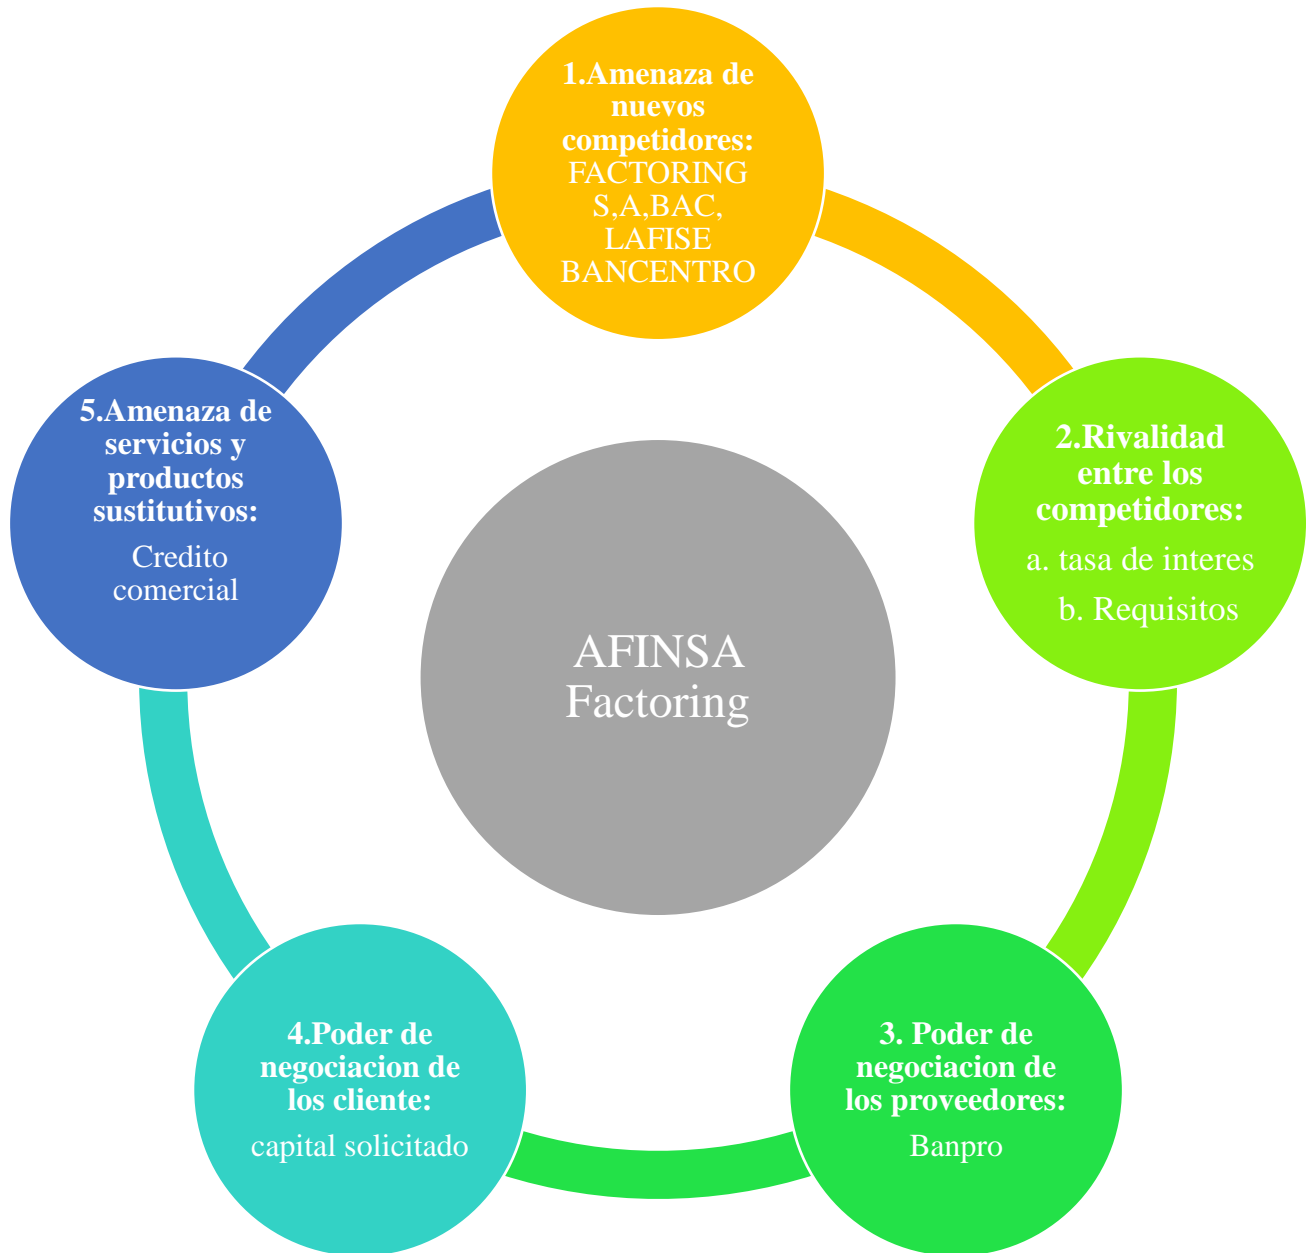 1.Amenaza de
nuevos
competidores:
FACTORING
S,A,BAC,
LAFISE
BANCENTRO
2.Rivalidad
entre los
competidores:
a. tasa de interes
b. Requisitos
3. Poder de
negociacion de
los proveedores:
Banpro
4.Poder de
negociacion de
los cliente:
capital solicitado
5.Amenaza de
servicios y
productos
sustitutivos:
Credito
comercial
AFINSA
Factoring